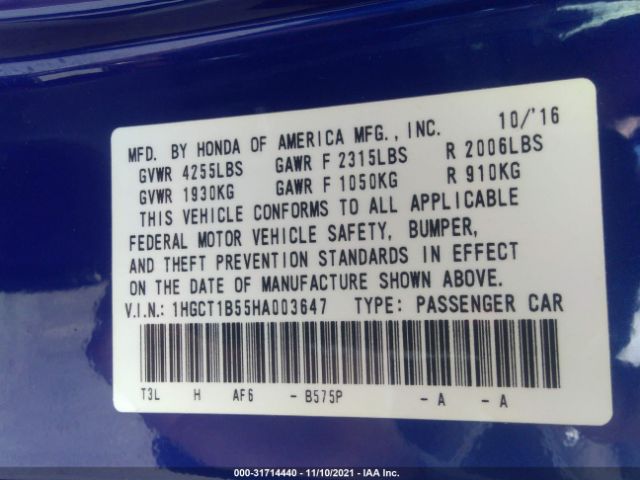 MFD. BY HONDA OF AMERICA MFG., INC. 10/'16
GVWR 4255LBS GAWR F 2315LBS R 2006LBS
GVWR 1930KG GAWR F 1050KG R 910KG
THIS VEHICLE CONFORMS TO ALL APPLICABLE
FEDERAL MOTOR VEHICLE SAFETY, BUMPER,
AND THEFT PREVENTION STANDARDS IN EFFECT
ON THE DATE OF MANUFACTURE SHOWN ABOVE.
V.I.N.: 1HGCT1B55HA003647 TYPE: PASSENGER CAR
T3L H AF6 - B575P - A - A
000-31714440 - 11/10/2021 - IAA Inc.